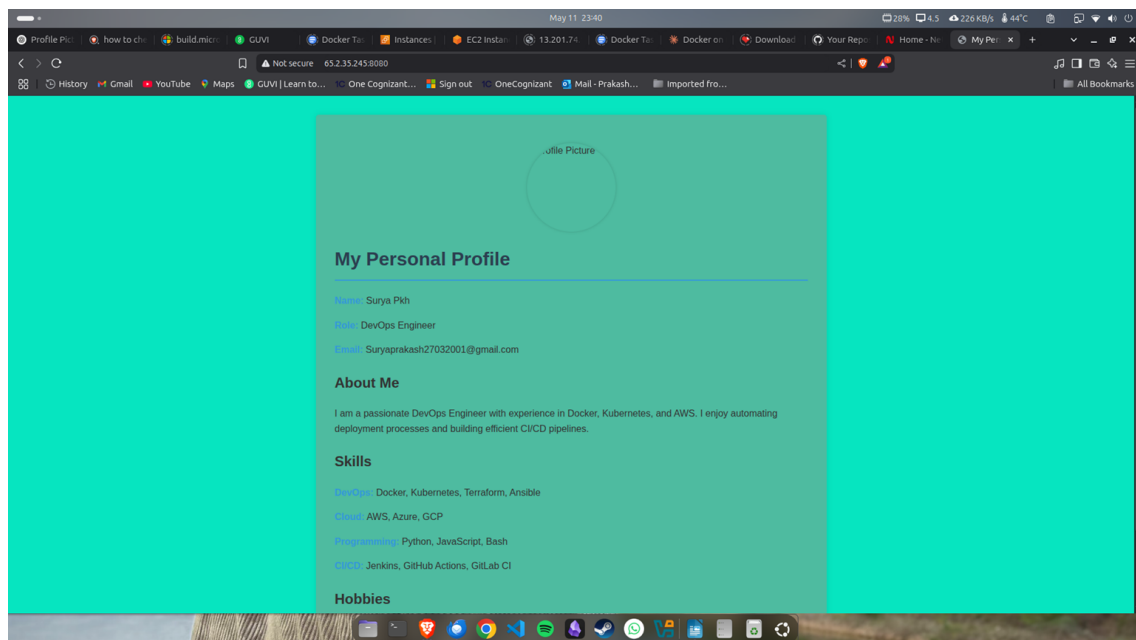 May 11 23:40
28% 4.5 226 KB/s 44°C
Profile Pic
how to che
build.micro
GUVI
Docker Tas
Instances
EC2 Instan
13.201.74.
Docker Tas
Docker on
Download
Your Repo
Home - Ne
My Per
Not secure 65.2.35.245:8080
History
Gmail
YouTube
Maps
GUVI | Learn to...
One Cognizant...
Sign out
OneCognizant
Mail - Prakash...
Imported fro...
All Bookmarks
ofile Picture
My Personal Profile
Name: Surya Pkh
Role: DevOps Engineer
Email: Suryaprakash27032001@gmail.com
About Me
I am a passionate DevOps Engineer with experience in Docker, Kubernetes, and AWS. I enjoy automating
deployment processes and building efficient CI/CD pipelines.
Skills
DevOps: Docker, Kubernetes, Terraform, Ansible
Cloud: AWS, Azure, GCP
Programming: Python, JavaScript, Bash
CI/CD: Jenkins, GitHub Actions, GitLab CI
Hobbies